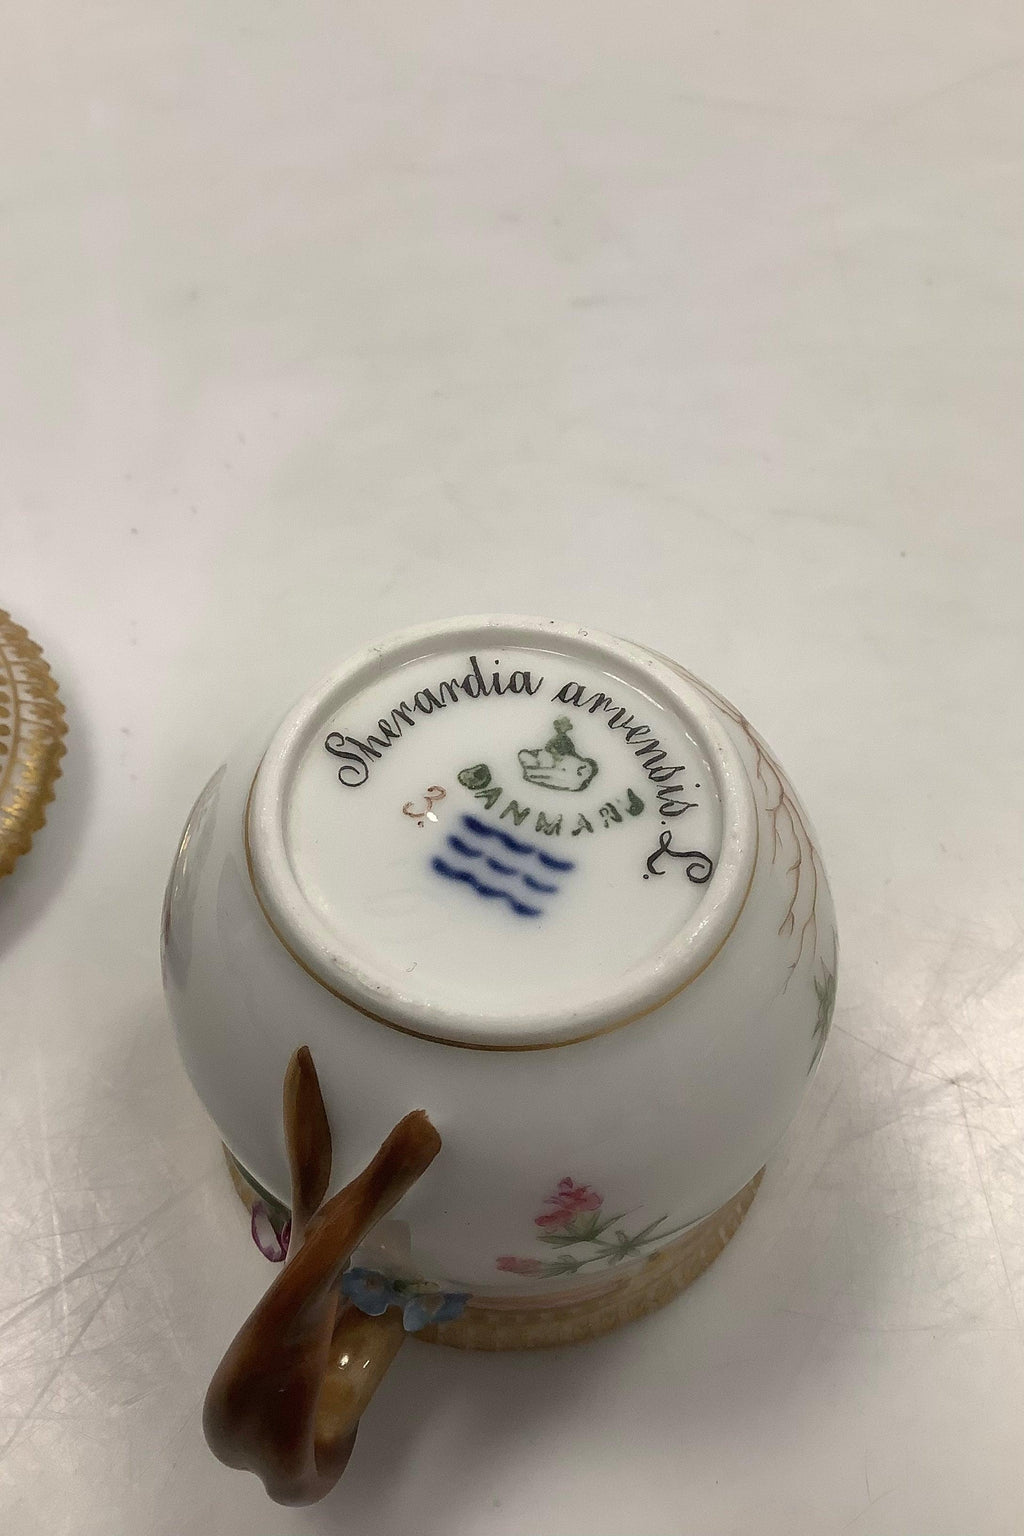 Sherardia arvensis. L.
DANMARK
3.